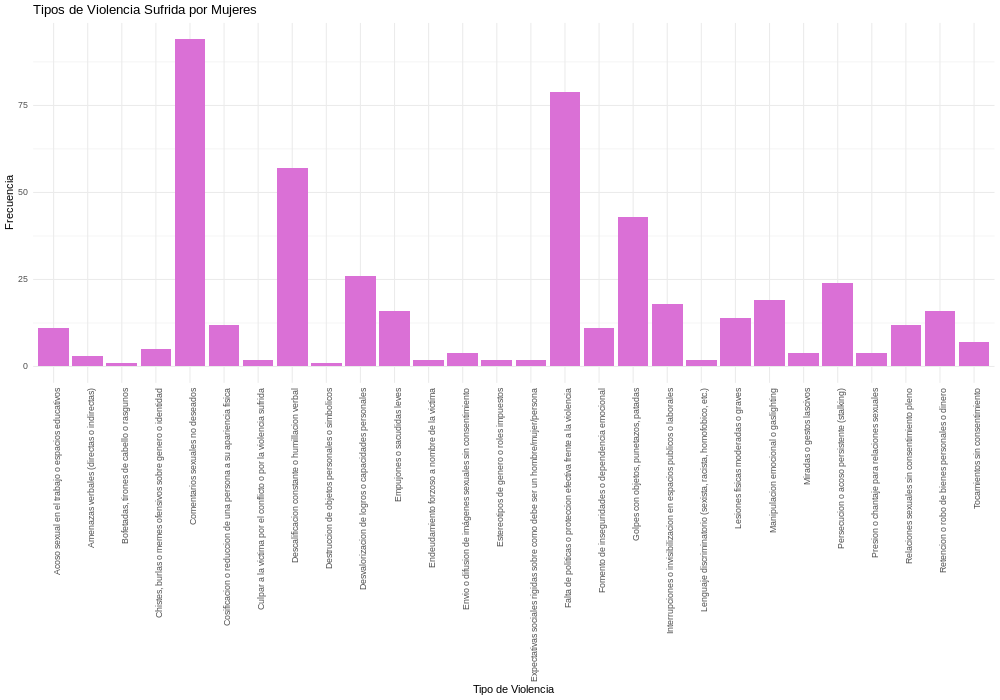 Tipos de Violencia Sufrida por Mujeres
Frecuencia
75
50
25
0
Acoso sexual en el trabajo o espacios educativos
Amenazas verbales (directas o indirectas)
Bofetadas, tirones de cabello o rasgunos
Chistes, burlas o memes ofensivos sobre genero o identidad
Comentarios sexuales no deseados
Cosificacion o reduccion de una persona a su apariencia fisica
Culpar a la victima por el conflicto o por la violencia sufrida
Descalificacion constante o humillacion verbal
Destruccion de objetos personales o simbolicos
Desvalorizacion de logros o capacidades personales
Empujones o sacudidas leves
Endeudamiento forzoso a nombre de la victima
Envio o difusion de imágenes sexuales sin consentimiento
Estereotipos de genero o roles impuestos
Expectativas sociales rigidas sobre como debe ser un hombre/mujer/persona
Falta de politicas o proteccion efectiva frente a la violencia
Fomento de inseguridades o dependencia emocional
Golpes con objetos, punetazos, patadas
Interrupciones o invisibilizacion en espacios publicos o laborales
Lenguaje discriminatorio (sexista, racista, homofobico, etc.)
Lesiones fisicas moderadas o graves
Manipulacion emocional o gaslighting
Miradas o gestos lascivos
Persecucion o acoso persistente (stalking)
Presion o chantaje para relaciones sexuales
Relaciones sexuales sin consentimiento pleno
Retencion o robo de bienes personales o dinero
Tocamientos sin consentimiento
Tipo de Violencia